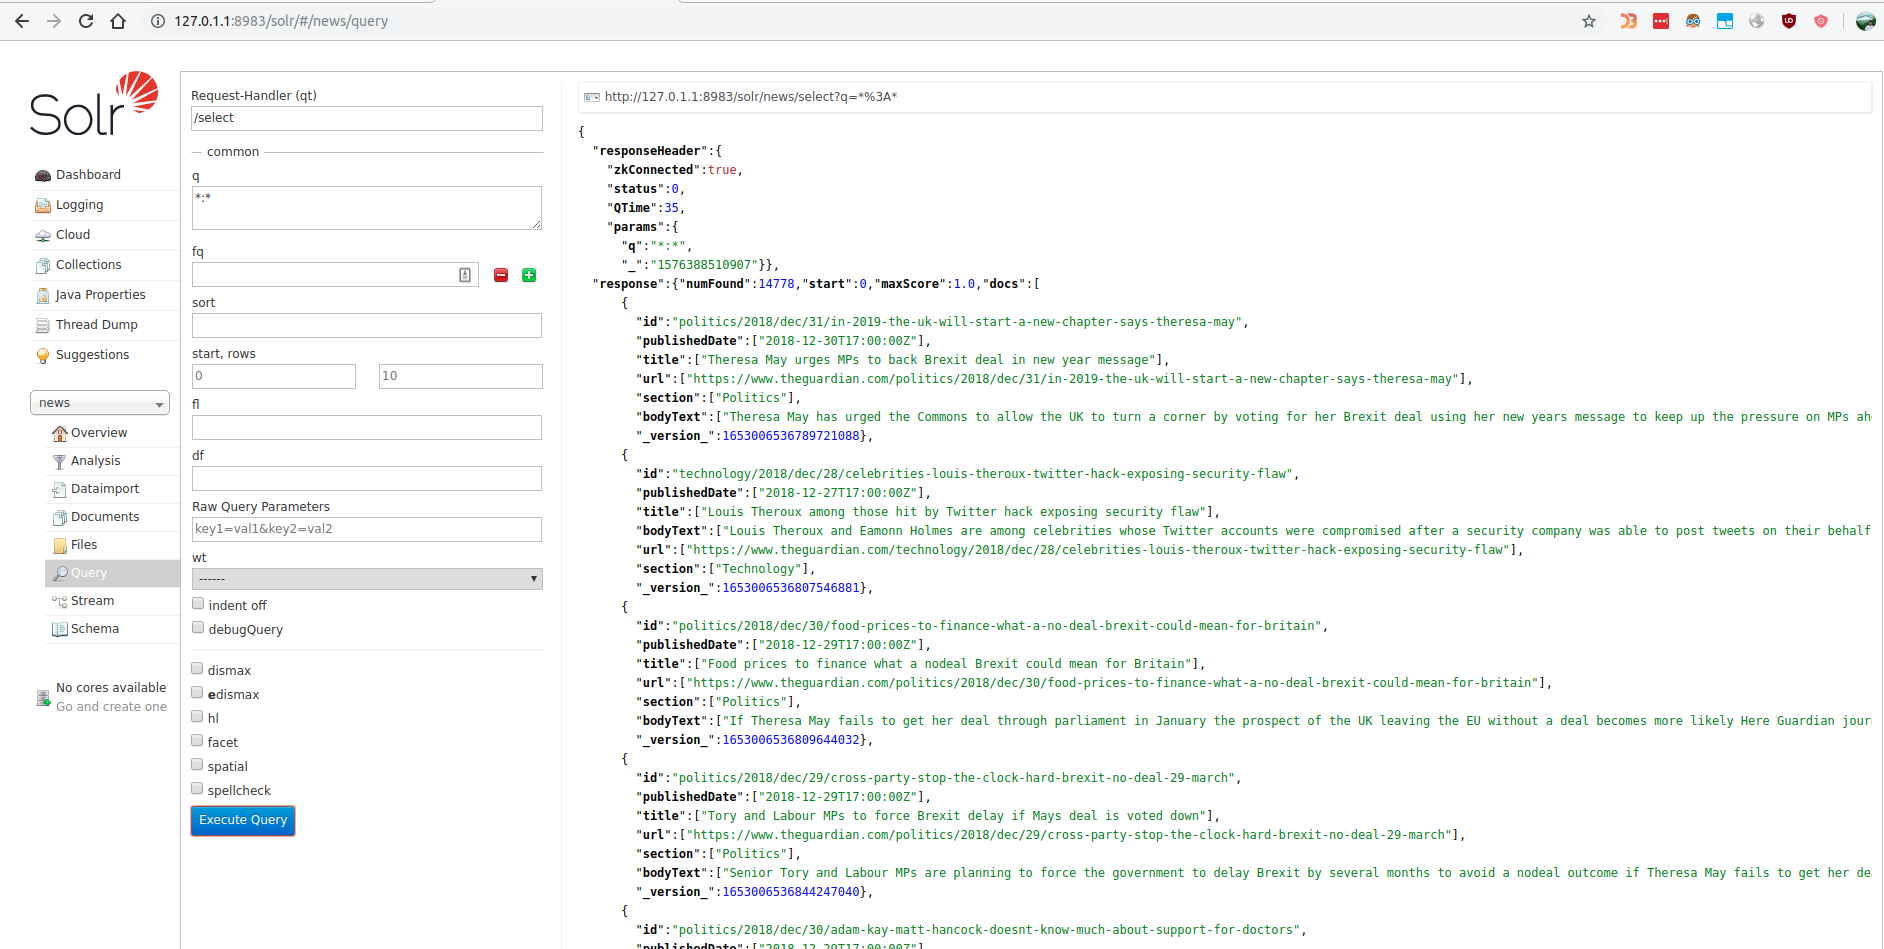 127.0.1.1:8983/solr/#/news/query
Solr
Dashboard
Logging
Cloud
Collections
Java Properties
Thread Dump
Suggestions
news
Overview
Analysis
Dataimport
Documents
Files
Query
Stream
Schema
No cores available
Go and create one
Request-Handler (qt)
/select
common
q
*:*
fq
sort
start, rows
0 10
fl
df
Raw Query Parameters
key1=val1&key2=val2
wt
------
indent off
debugQuery
dismax
edismax
hl
facet
spatial
spellcheck
Execute Query
http://127.0.1.1:8983/solr/news/select?q=*%3A*
{
"responseHeader":{
"zkConnected":true,
"status":0,
"QTime":35,
"params":{
"q":"*:*",
"_":"1576388510907"}},
"response":{"numFound":14778,"start":0,"maxScore":1.0,"docs":[
{
"id":"politics/2018/dec/31/in-2019-the-uk-will-start-a-new-chapter-says-theresa-may",
"publishedDate":["2018-12-30T17:00:00Z"],
"title":["Theresa May urges MPs to back Brexit deal in new year message"],
"url":["https://www.theguardian.com/politics/2018/dec/31/in-2019-the-uk-will-start-a-new-chapter-says-theresa-may"],
"section":["Politics"],
"bodyText":["Theresa May has urged the Commons to allow the UK to turn a corner by voting for her Brexit deal using her new years message to keep up the pressure on MPs ah
"_version_":1653006536789721088},
{
"id":"technology/2018/dec/28/celebrities-louis-theroux-twitter-hack-exposing-security-flaw",
"publishedDate":["2018-12-27T17:00:00Z"],
"title":["Louis Theroux among those hit by Twitter hack exposing security flaw"],
"bodyText":["Louis Theroux and Eamonn Holmes are among celebrities whose Twitter accounts were compromised after a security company was able to post tweets on their behalf
"url":["https://www.theguardian.com/technology/2018/dec/28/celebrities-louis-theroux-twitter-hack-exposing-security-flaw"],
"section":["Technology"],
"_version_":1653006536807546881},
{
"id":"politics/2018/dec/30/food-prices-to-finance-what-a-no-deal-brexit-could-mean-for-britain",
"publishedDate":["2018-12-29T17:00:00Z"],
"title":["Food prices to finance what a nodeal Brexit could mean for Britain"],
"url":["https://www.theguardian.com/politics/2018/dec/30/food-prices-to-finance-what-a-no-deal-brexit-could-mean-for-britain"],
"section":["Politics"],
"bodyText":["If Theresa May fails to get her deal through parliament in January the prospect of the UK leaving the EU without a deal becomes more likely Here Guardian jour
"_version_":1653006536809644032},
{
"id":"politics/2018/dec/29/cross-party-stop-the-clock-hard-brexit-no-deal-29-march",
"publishedDate":["2018-12-29T17:00:00Z"],
"title":["Tory and Labour MPs to force Brexit delay if Mays deal is voted down"],
"url":["https://www.theguardian.com/politics/2018/dec/29/cross-party-stop-the-clock-hard-brexit-no-deal-29-march"],
"section":["Politics"],
"bodyText":["Senior Tory and Labour MPs are planning to force the government to delay Brexit by several months to avoid a nodeal outcome if Theresa May fails to get her de
"_version_":1653006536844247040},
{
"id":"politics/2018/dec/30/adam-kay-matt-hancock-doesnt-know-much-about-support-for-doctors",
"publishedDate":["2018-12-29T17:00:00Z"]